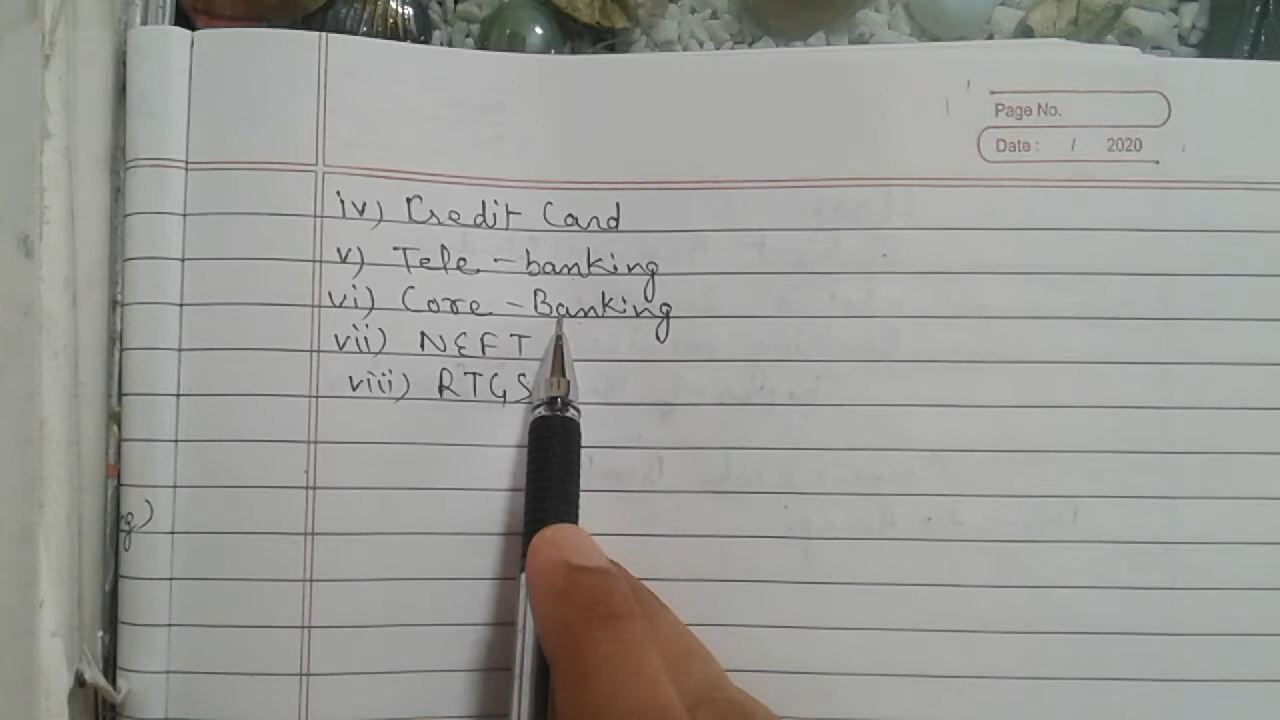 Page No.
Date : / 2020
iv) Credit Card
v) Tele - banking
vi) Core - Banking
vii) NEFT
viii) RTGS
g)